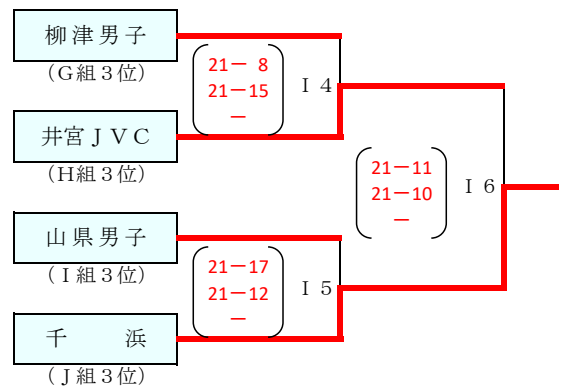 柳津男子
(G組３位)
21－ 8
21－15
－
Ｉ４
井宮ＪＶＣ
(H組３位)
21－11
21－10
－
Ｉ６
山県男子
(Ｉ組３位)
21－17
21－12
－
Ｉ５
千　浜
(Ｊ組３位)